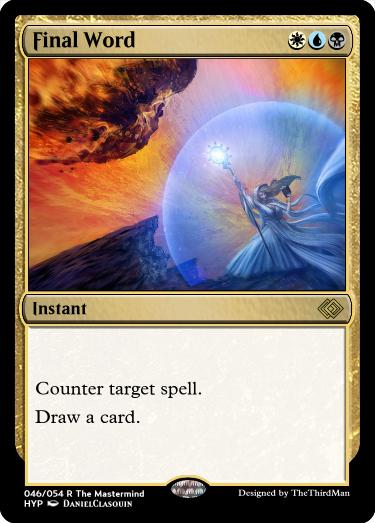 Final Word
Instant
Counter target spell.
Draw a card.
046/054 R The Mastermind
HYP DanielClasquin
Designed by TheThirdMan